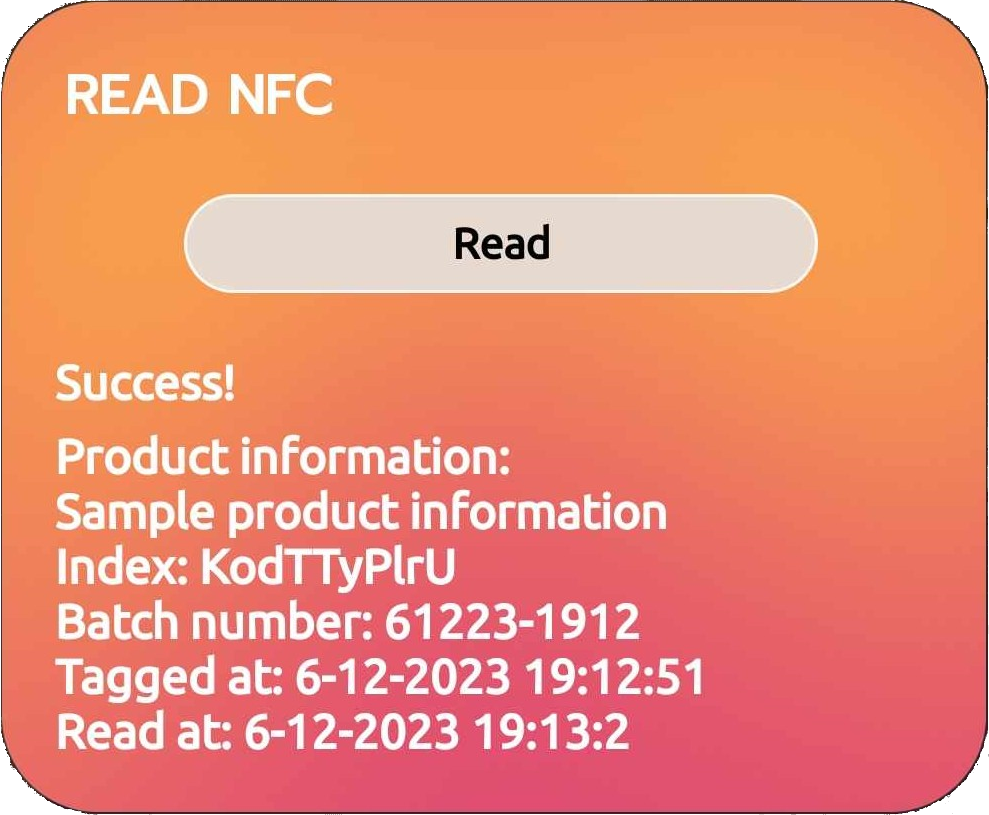 READ NFC
Read
Success!
Product information:
Sample product information
Index: KodTTyPlrU
Batch number: 61223-1912
Tagged at: 6-12-2023 19:12:51
Read at: 6-12-2023 19:13:2